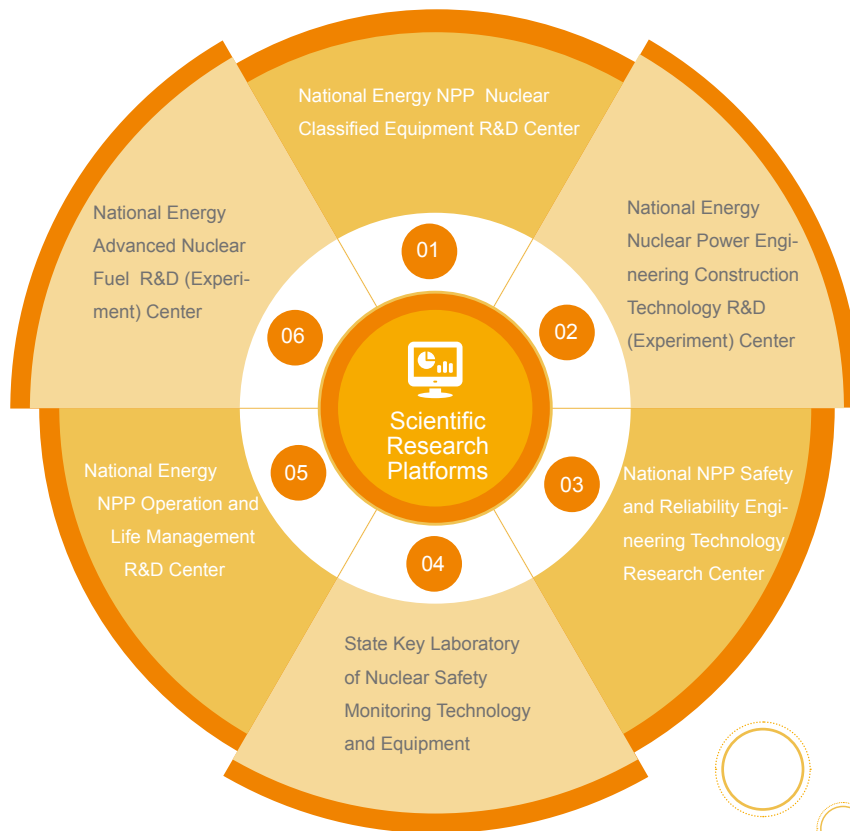 National Energy NPP Nuclear
Classified Equipment R&D Center
01
National Energy
Nuclear Power Engi-
neering Construction
Technology R&D
(Experiment) Center
02
National NPP Safety
and Reliability Engi-
neering Technology
Research Center
03
State Key Laboratory
of Nuclear Safety
Monitoring Technology
and Equipment
04
National Energy
NPP Operation and
Life Management
R&D Center
05
National Energy
Advanced Nuclear
Fuel R&D (Experi-
ment) Center
06
Scientific
Research
Platforms